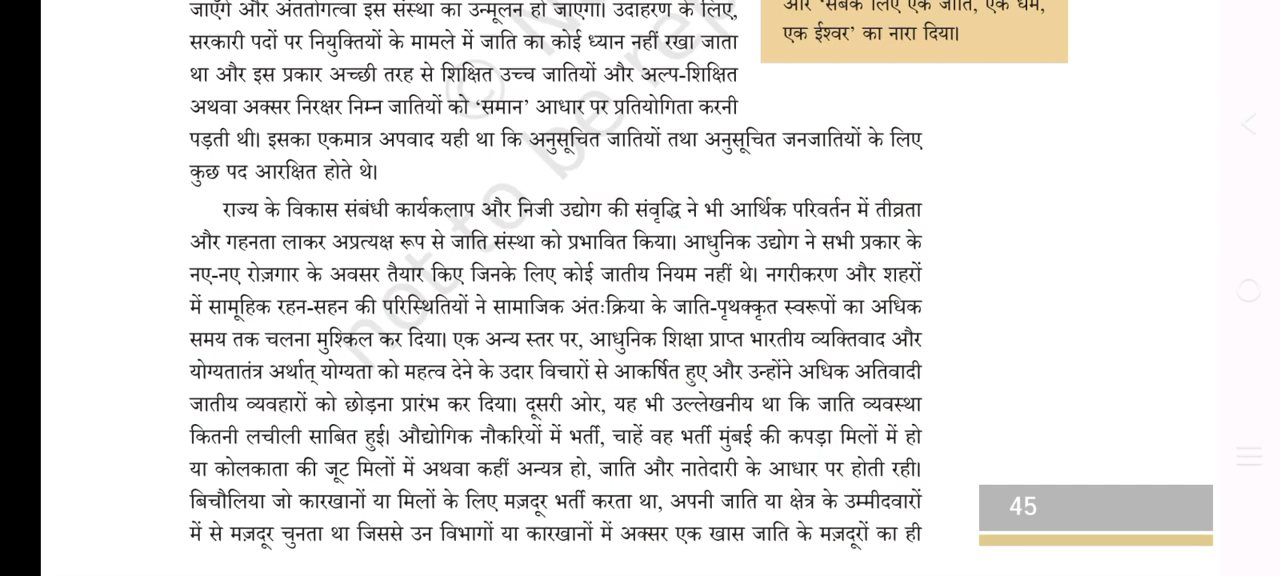 जाएँगे और अंततोगत्वा इस संस्था का उन्मूलन हो जाएगा। उदाहरण के लिए,
सरकारी पदों पर नियुक्तियों के मामले में जाति का कोई ध्यान नहीं रखा जाता
था और इस प्रकार अच्छी तरह से शिक्षित उच्च जातियों और अल्प-शिक्षित
अथवा अक्सर निरक्षर निम्न जातियों को ‘समान’ आधार पर प्रतियोगिता करनी
पड़ती थी। इसका एकमात्र अपवाद यही था कि अनुसूचित जातियों तथा अनुसूचित जनजातियों के लिए
कुछ पद आरक्षित होते थे।
राज्य के विकास संबंधी कार्यकलाप और निजी उद्योग की संवृद्धि ने भी आर्थिक परिवर्तन में तीव्रता
और गहनता लाकर अप्रत्यक्ष रूप से जाति संस्था को प्रभावित किया। आधुनिक उद्योग ने सभी प्रकार के
नए-नए रोज़गार के अवसर तैयार किए जिनके लिए कोई जातीय नियम नहीं थे। नगरीकरण और शहरों
में सामूहिक रहन-सहन की परिस्थितियों ने सामाजिक अंतःक्रिया के जाति-पृथक्कृत स्वरूपों का अधिक
समय तक चलना मुश्किल कर दिया। एक अन्य स्तर पर, आधुनिक शिक्षा प्राप्त भारतीय व्यक्तिवाद और
योग्यतातंत्र अर्थात् योग्यता को महत्व देने के उदार विचारों से आकर्षित हुए और उन्होंने अधिक अतिवादी
जातीय व्यवहारों को छोड़ना प्रारंभ कर दिया। दूसरी ओर, यह भी उल्लेखनीय था कि जाति व्यवस्था
कितनी लचीली साबित हुई। औद्योगिक नौकरियों में भर्ती, चाहें वह भर्ती मुंबई की कपड़ा मिलों में हो
या कोलकाता की जूट मिलों में अथवा कहीं अन्यत्र हो, जाति और नातेदारी के आधार पर होती रही।
बिचौलिया जो कारखानों या मिलों के लिए मज़दूर भर्ती करता था, अपनी जाति या क्षेत्र के उम्मीदवारों
में से मज़दूर चुनता था जिससे उन विभागों या कारखानों में अक्सर एक खास जाति के मज़दूरों का ही
और ‘सबके लिए एक जाति, एक धर्म,
एक ईश्वर’ का नारा दिया।
45
© N
not to be rep